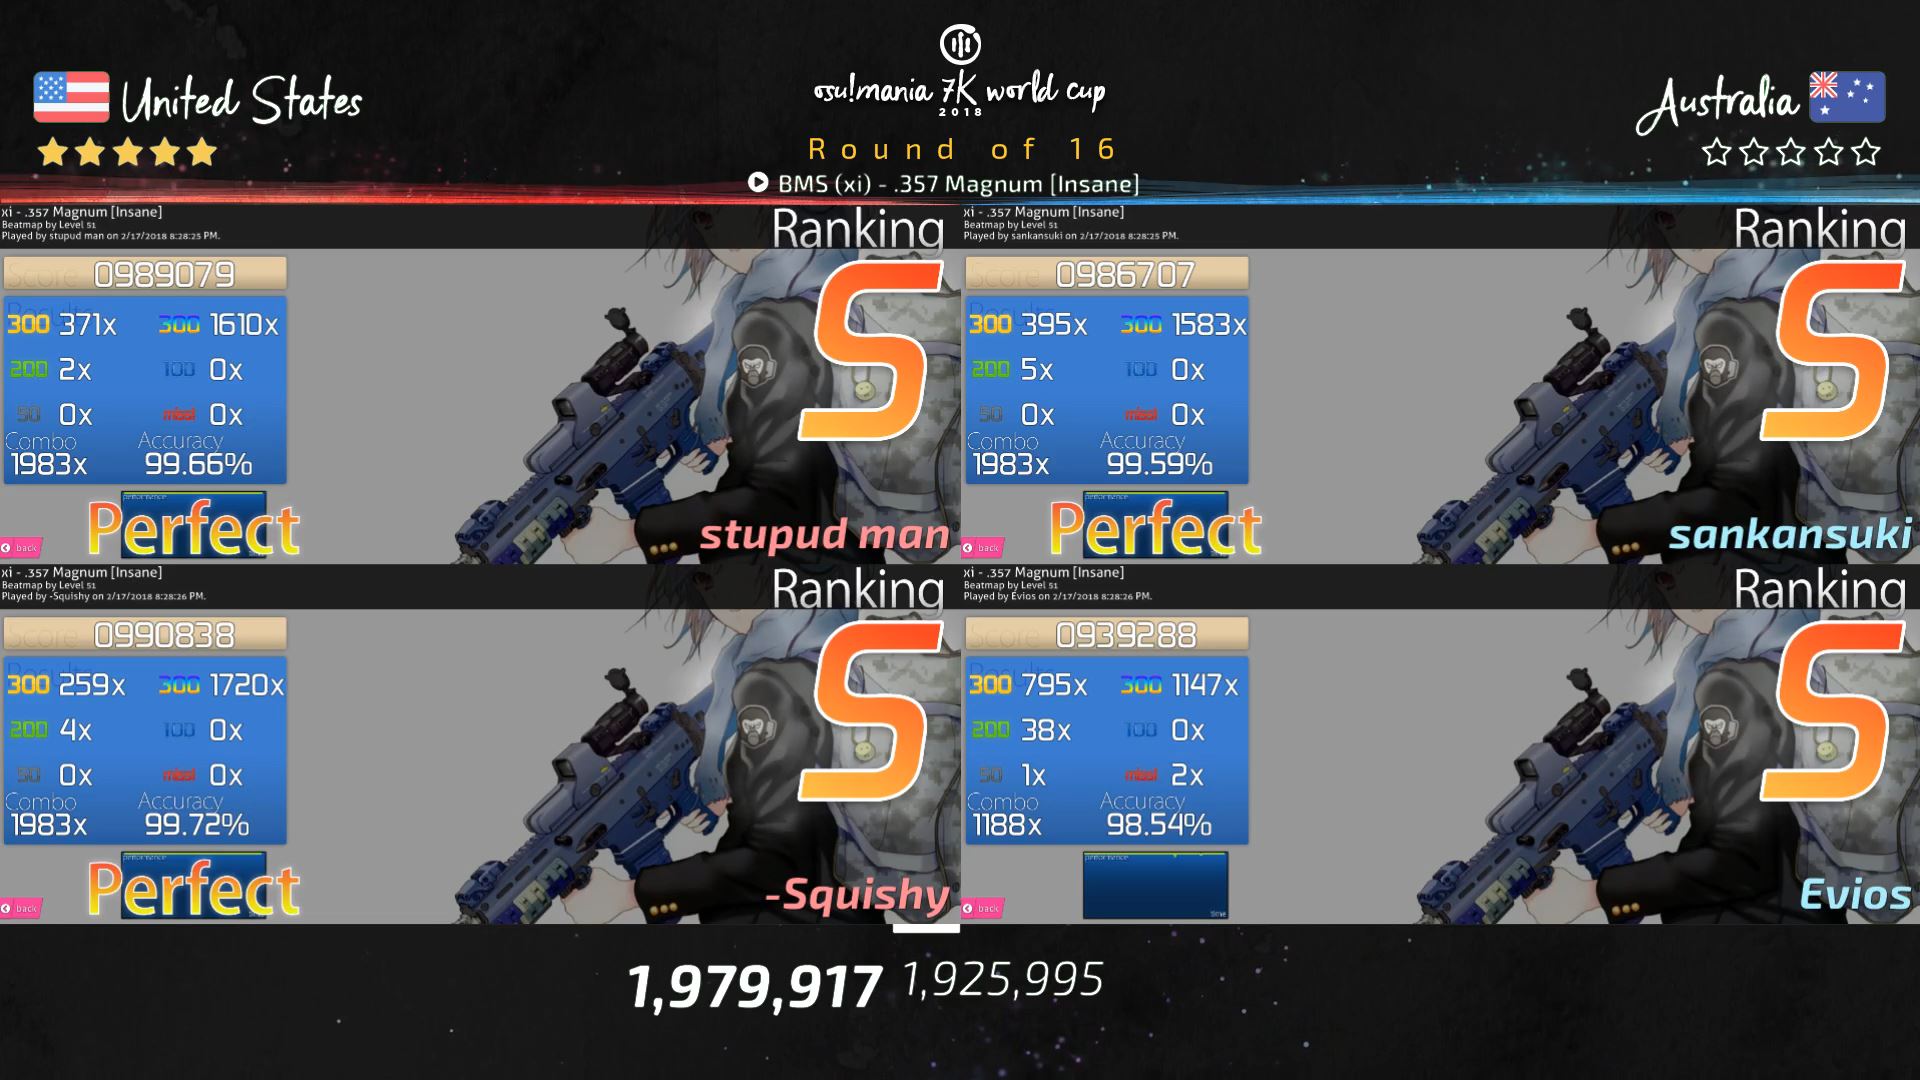 United States
osu!mania 7K world cup
2018
Australia
Round of 16
BMS (xi) - .357 Magnum [Insane]
xi - .357 Magnum [Insane]
Beatmap by Level 51
Played by stupud man on 2/17/2018 8:28:25 PM.
Ranking
Score 0989079
300 371x 300 1610x
200 2x 100 0x
50 0x miss! 0x
Combo Accuracy
1983x 99.66%
performance
Perfect
back
S
stupud man
xi - .357 Magnum [Insane]
Beatmap by Level 51
Played by sankansuki on 2/17/2018 8:28:25 PM.
Ranking
Score 0986707
300 395x 300 1583x
200 5x 100 0x
50 0x miss! 0x
Combo Accuracy
1983x 99.59%
performance
Perfect
back
S
sankansuki
xi - .357 Magnum [Insane]
Beatmap by Level 51
Played by -Squishy on 2/17/2018 8:28:26 PM.
Ranking
Score 0990838
Results
300 259x 300 1720x
200 4x 100 0x
50 0x miss! 0x
Combo Accuracy
1983x 99.72%
performance
Perfect
back
S
-Squishy
xi - .357 Magnum [Insane]
Beatmap by Level 51
Played by Evios on 2/17/2018 8:28:26 PM.
Ranking
Score 0939288
Results
300 795x 300 1147x
200 38x 100 0x
50 1x miss! 2x
Combo Accuracy
1188x 98.54%
performance
time
back
S
Evios
1,979,917 1,925,995